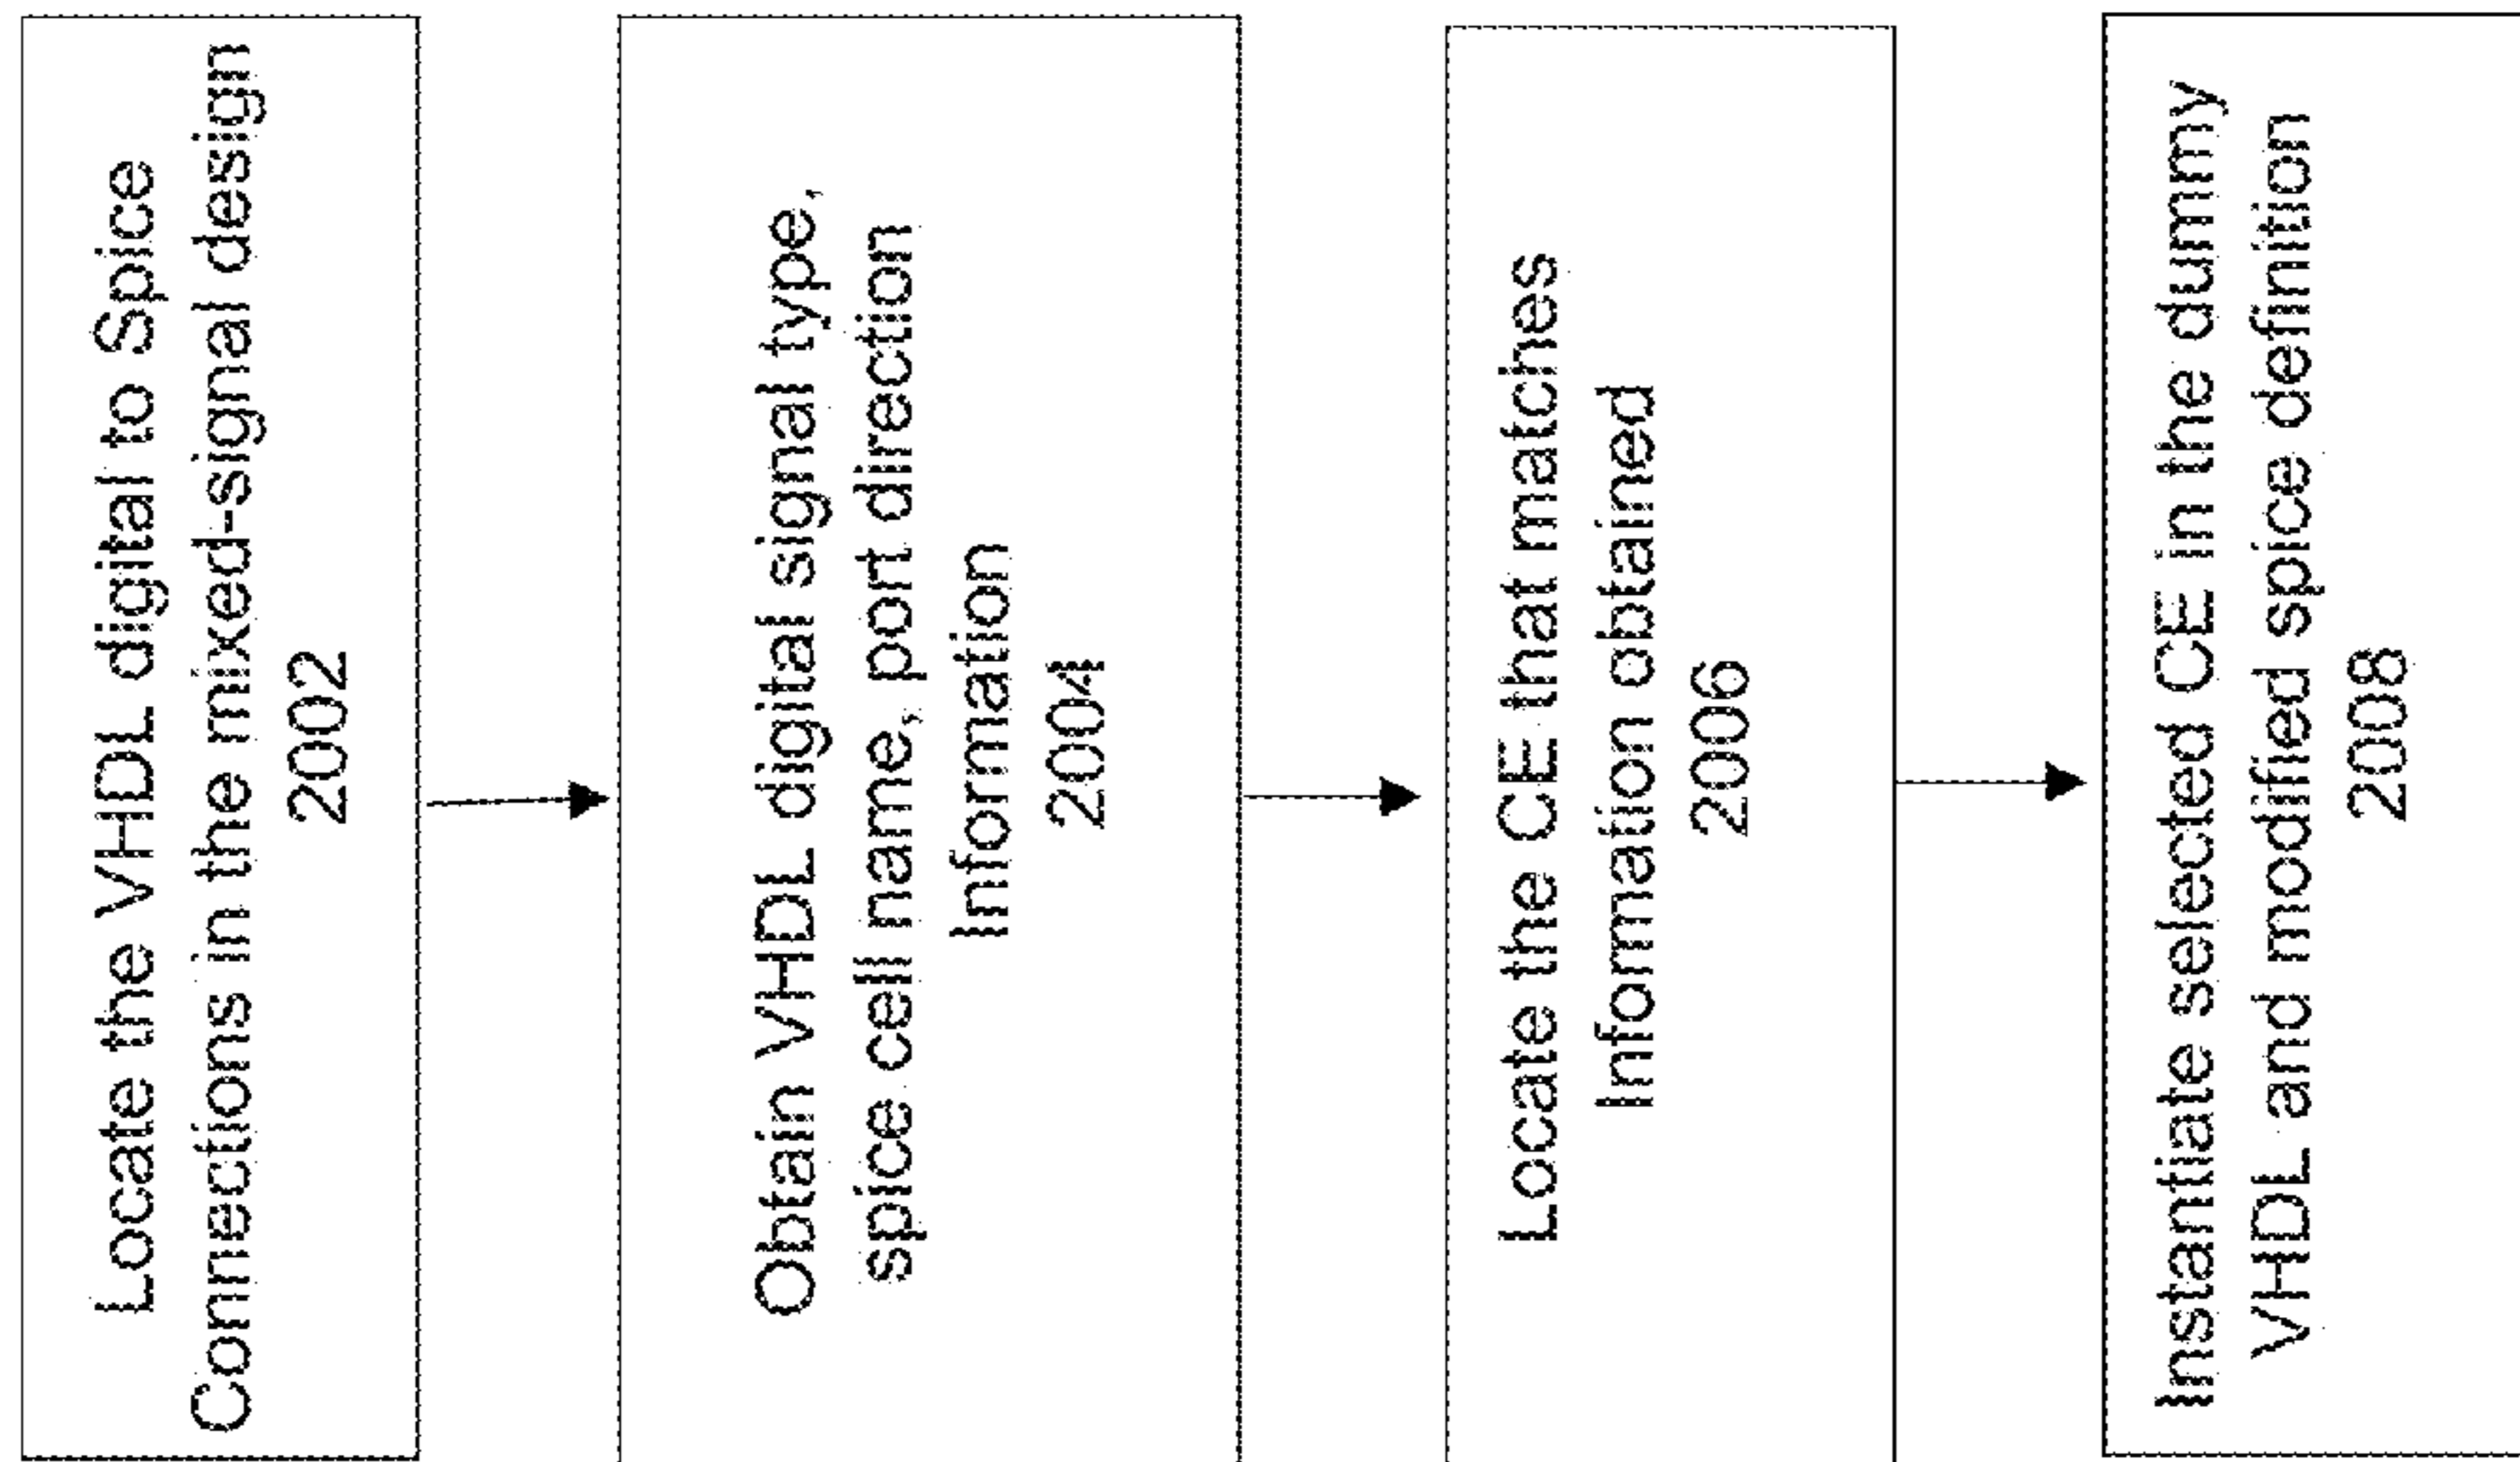 Locate the VHDL digital to Spice
Connections in the mixed-signal design
2002
Obtain VHDL digital signal type,
spice cell name, port direction
Information
2004
Locate the CE that matches
Information obtained
2006
Instantiate selected CE in the dummy
VHDL and modified spice definition
2008